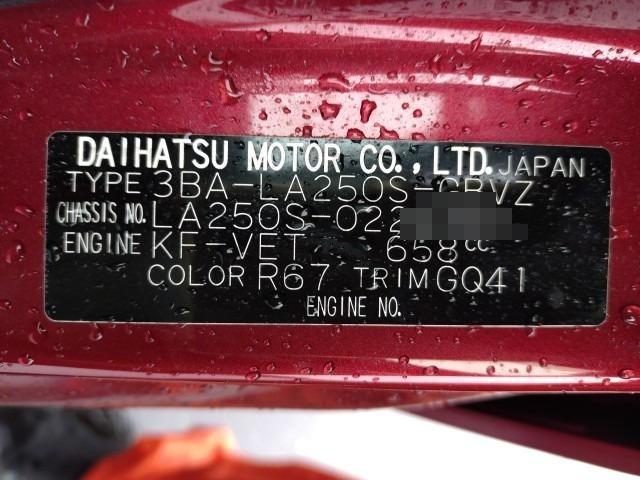 DAIHATSU MOTOR CO., LTD. JAPAN
TYPE 3BA-LA250S-GBVZ
CHASSIS NO. LA250S-022
ENGINE KF-VET 658cc
COLOR R67 TRIM GQ41
ENGINE NO.